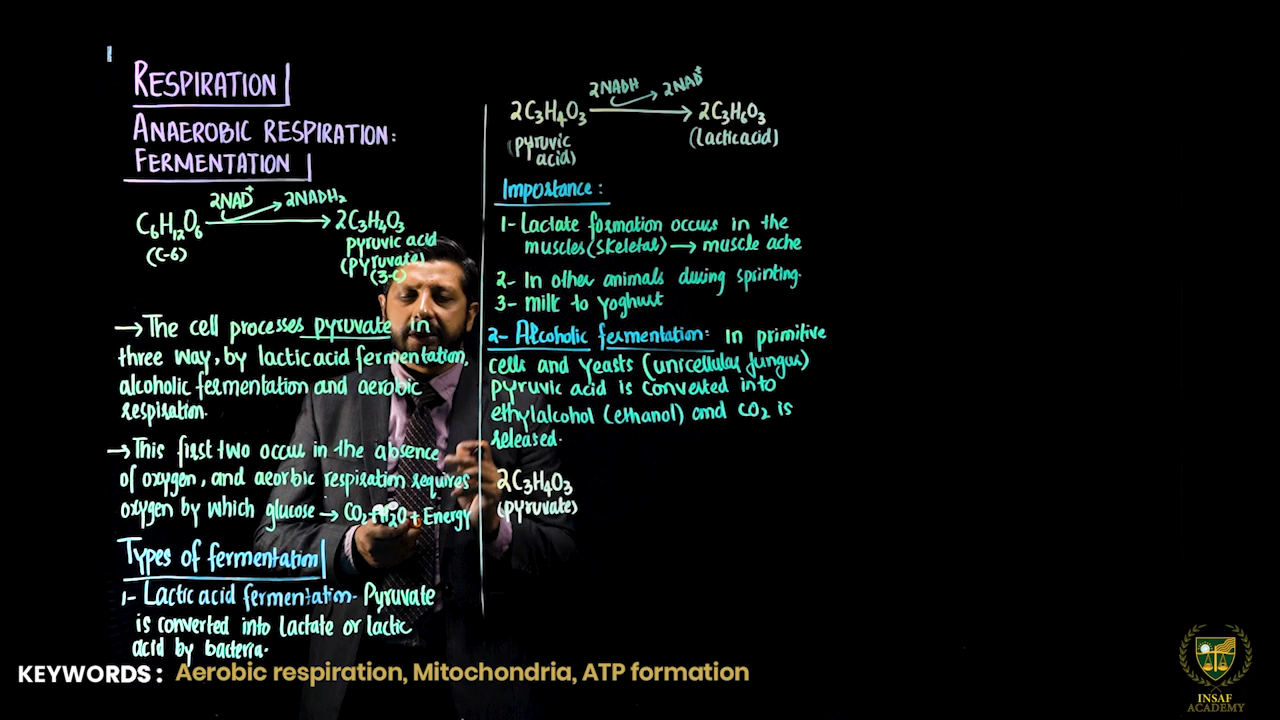 RESPIRATION
ANAEROBIC RESPIRATION:
FERMENTATION
2NAD⁺ 2NADH₂
C₆H₁₂O₆ → 2C₃H₄O₃
(C-6)
pyruvic acid
(pyruvate)
(3-C)
→ The cell processes pyruvate in
three way, by lactic acid fermentation,
alcoholic fermentation and aerobic
respiration.
→ This first two occur in the absence
of oxygen, and aeorbic respiration requires
oxygen by which glucose → CO₂ + H₂O + Energy
Types of fermentation
1- Lactic acid fermentation- Pyruvate
is converted into Lactate or lactic
acid by bacteria.
2NADH 2NAD⁺
2C₃H₄O₃ → 2C₃H₆O₃
(pyruvic
acid)
(Lactic acid)
Importance:
1- Lactate formation occurs in the
muscles (skeletal) → muscle ache
2- In other animals during sprinting.
3- milk to yoghurt
2- Alcoholic fermentation: In primitive
cells and yeasts (unicellular fungus)
pyruvic acid is converted into
ethylalcohol (ethanol) and CO₂ is
released.
2C₃H₄O₃
(pyruvate)
KEYWORDS : Aerobic respiration, Mitochondria, ATP formation
INSAF
ACADEMY